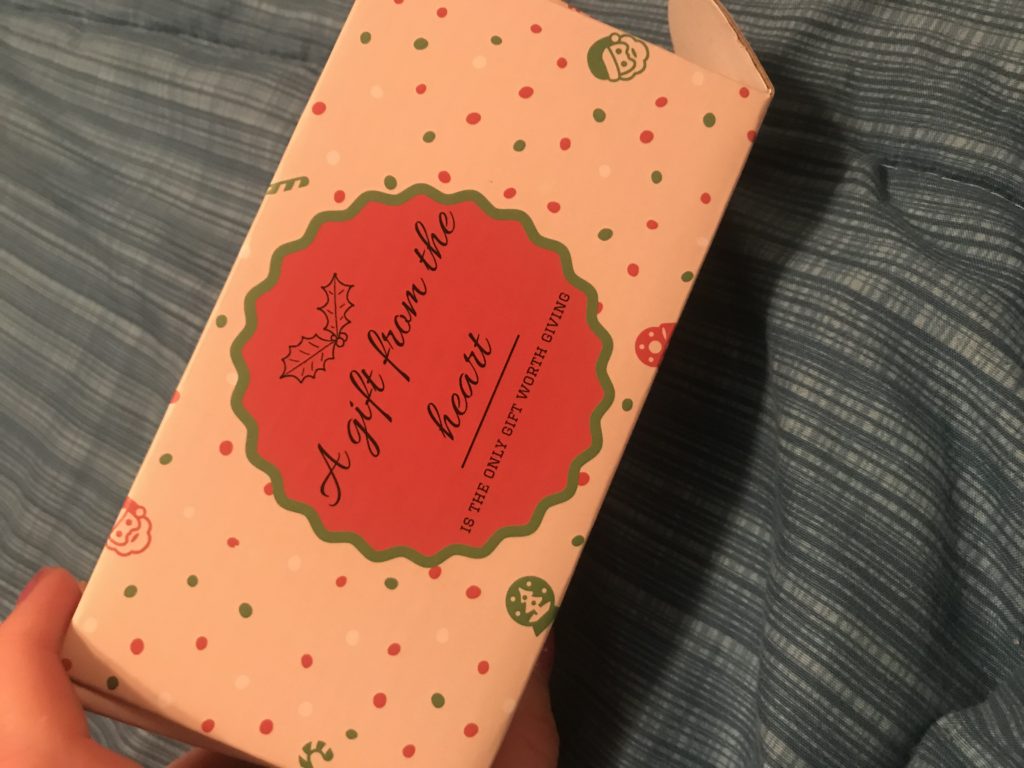 A gift from the
heart
IS THE ONLY GIFT WORTH GIVING